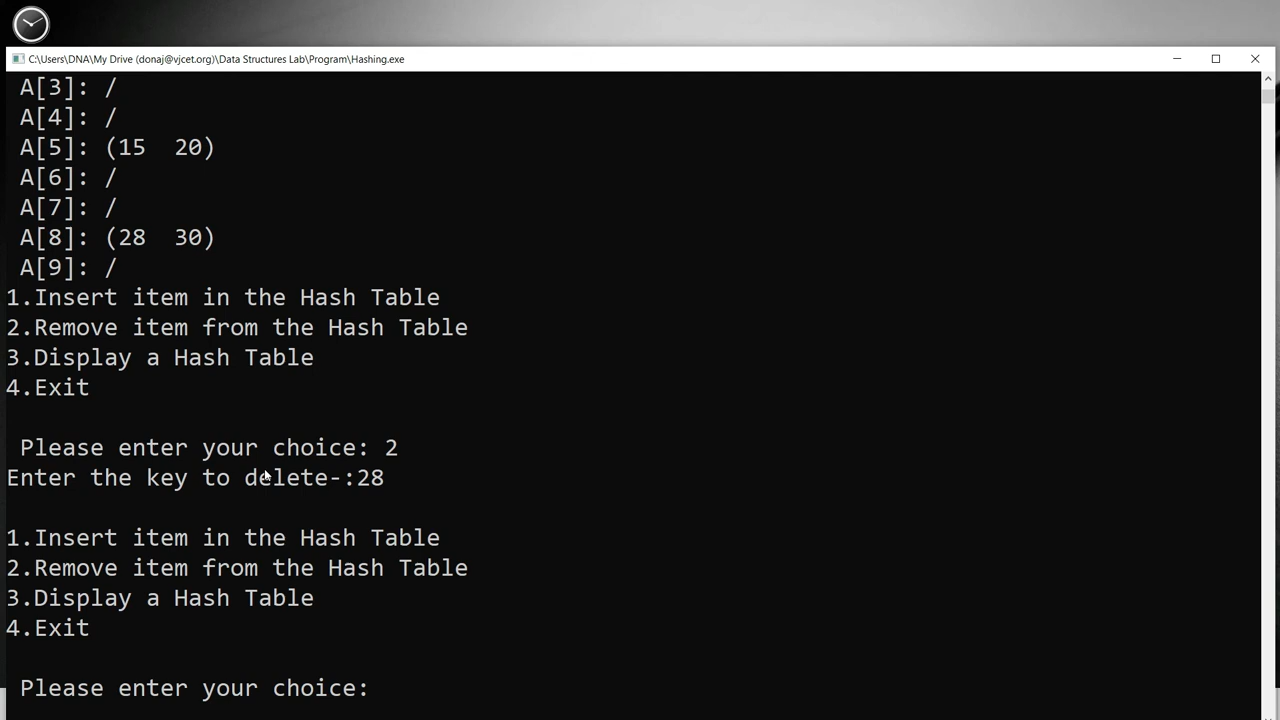 C:\Users\DNA\My Drive (donaj@vjcet.org)\Data Structures Lab\Program\Hashing.exe
A[3]: /
A[4]: /
A[5]: (15  20)
A[6]: /
A[7]: /
A[8]: (28  30)
A[9]: /
1.Insert item in the Hash Table
2.Remove item from the Hash Table
3.Display a Hash Table
4.Exit
Please enter your choice: 2
Enter the key to delete-:28
1.Insert item in the Hash Table
2.Remove item from the Hash Table
3.Display a Hash Table
4.Exit
Please enter your choice: